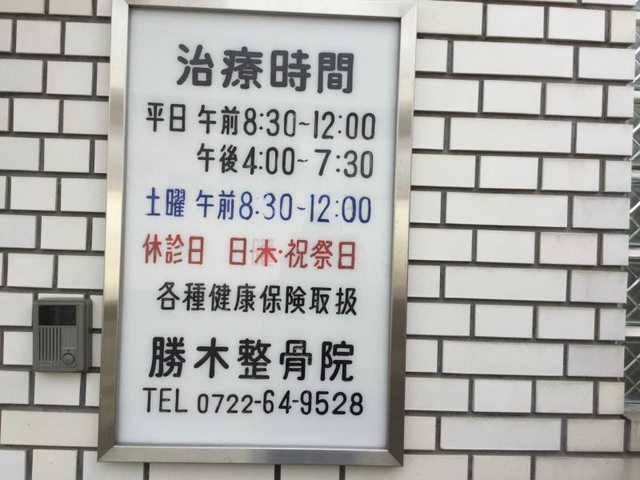 治療時間
平日 午前8:30~12:00
午後4:00~7:30
土曜 午前8.30~12:00
休診日 日・木・祝祭日
各種健康保険取扱
勝木整骨院
TEL 0722-64-9528